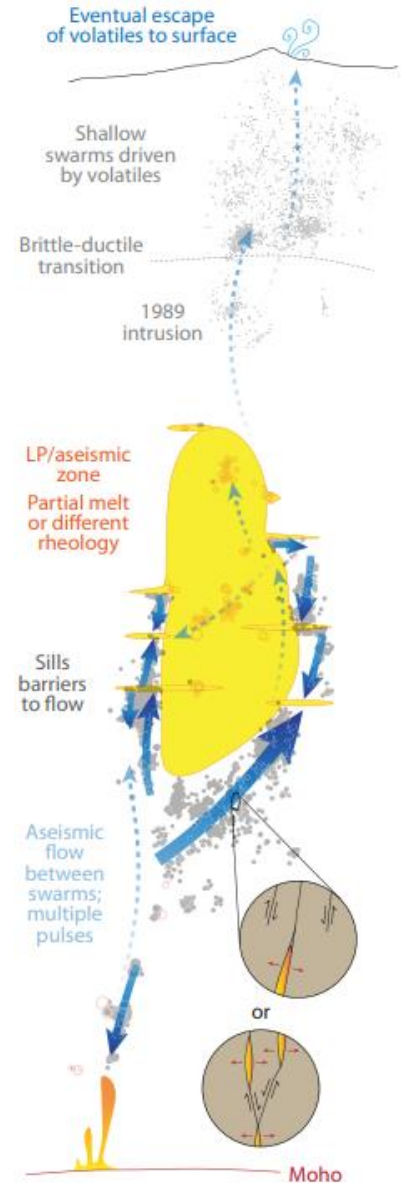 Eventual escape
of volatiles to surface
Shallow
swarms driven
by volatiles
Brittle-ductile
transition
1989
intrusion
LP/aseismic
zone
Partial melt
or different
rheology
Sills
barriers
to flow
Aseismic
flow
between
swarms;
multiple
pulses
or
Moho